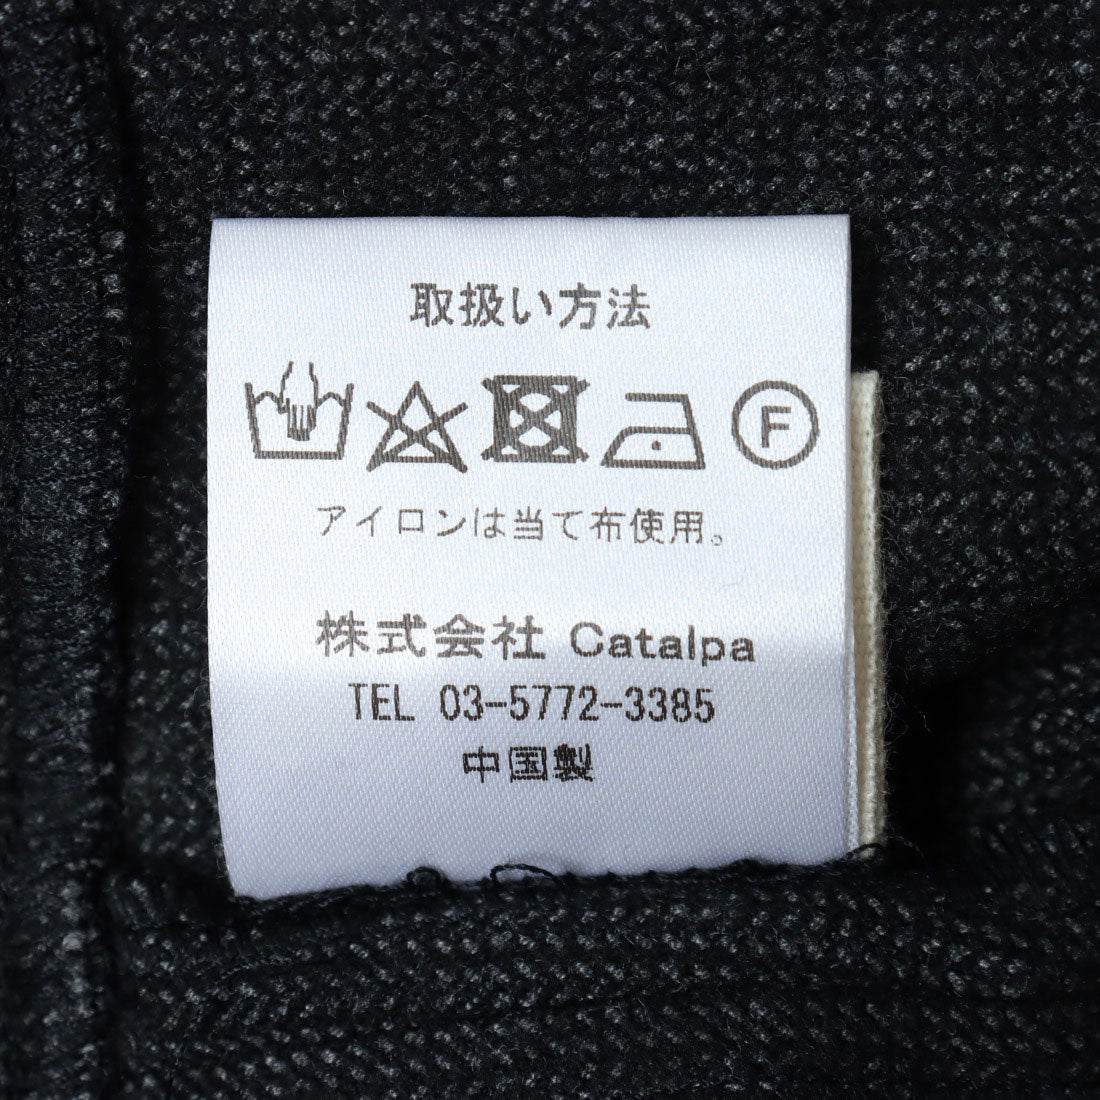 取扱い方法
F
アイロンは当て布使用。
株式会社 Catalpa
TEL 03-5772-3385
中国製